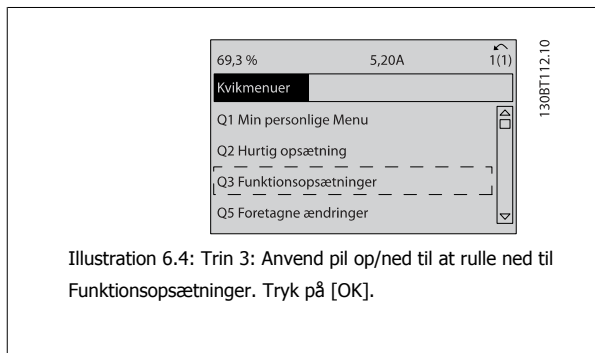 69,3 % 5,20A 1(1)
Kvikmenuer
Q1 Min personlige Menu
Q2 Hurtig opsætning
Q3 Funktionsopsætninger
Q5 Foretagne ændringer
130BT112.10
Illustration 6.4: Trin 3: Anvend pil op/ned til at rulle ned til
Funktionsopsætninger. Tryk på [OK].